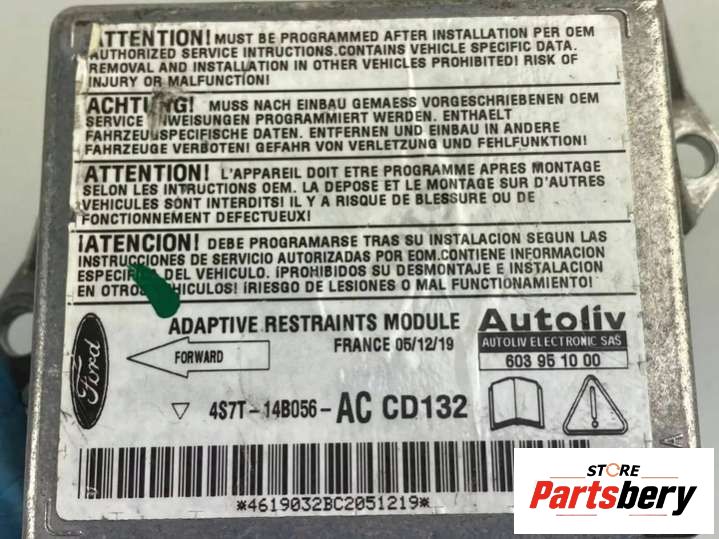 ATTENTION! MUST BE PROGRAMMED AFTER INSTALLATION PER OEM
AUTHORIZED SERVICE INTRUCTIONS.CONTAINS VEHICLE SPECIFIC DATA.
REMOVAL AND INSTALLATION IN OTHER VEHICLES PROHIBITED! RISK OF
INJURY OR MALFUNCTION!
ACHTUNG! MUSS NACH EINBAU GEMAESS VORGESCHRIEBENEN OEM
SERVICE ANWEISUNGEN PROGRAMMIERT WERDEN. ENTHAELT
FAHRZEUGSPEZIFISCHE DATEN. ENTFERNEN UND EINBAU IN ANDERE
FAHRZEUGE VERBOTEN! GEFAHR VON VERLETZUNG UND FEHLFUNKTION!
ATTENTION! L'APPAREIL DOIT ETRE PROGRAMME APRES MONTAGE
SELON LES INTRUCTIONS OEM. LA DEPOSE ET LE MONTAGE SUR D'AUTRES
VEHICULES SONT INTERDITS! IL Y A RISQUE DE BLESSURE OU DE
FONCTIONNEMENT DEFECTUEUX!
¡ATENCION! DEBE PROGRAMARSE TRAS SU INSTALACION SEGUN LAS
INSTRUCCIONES DE SERVICIO AUTORIZADAS POR EOM.CONTIENE INFORMACION
ESPECIFICA DEL VEHICULO. ¡PROHIBIDOS SU DESMONTAJE E INSTALACION
EN OTROS VEHICULOS! ¡RIESGO DE LESIONES O MAL FUNCIONAMIENTO!
Ford
FORWARD
ADAPTIVE RESTRAINTS MODULE
FRANCE 05/12/19
Autoliv
AUTOLIV ELECTRONIC SAS
603 95 10 00
4S7T-14B056-AC CD132
*4619032BC2051219*
A
STORE
Partsbery